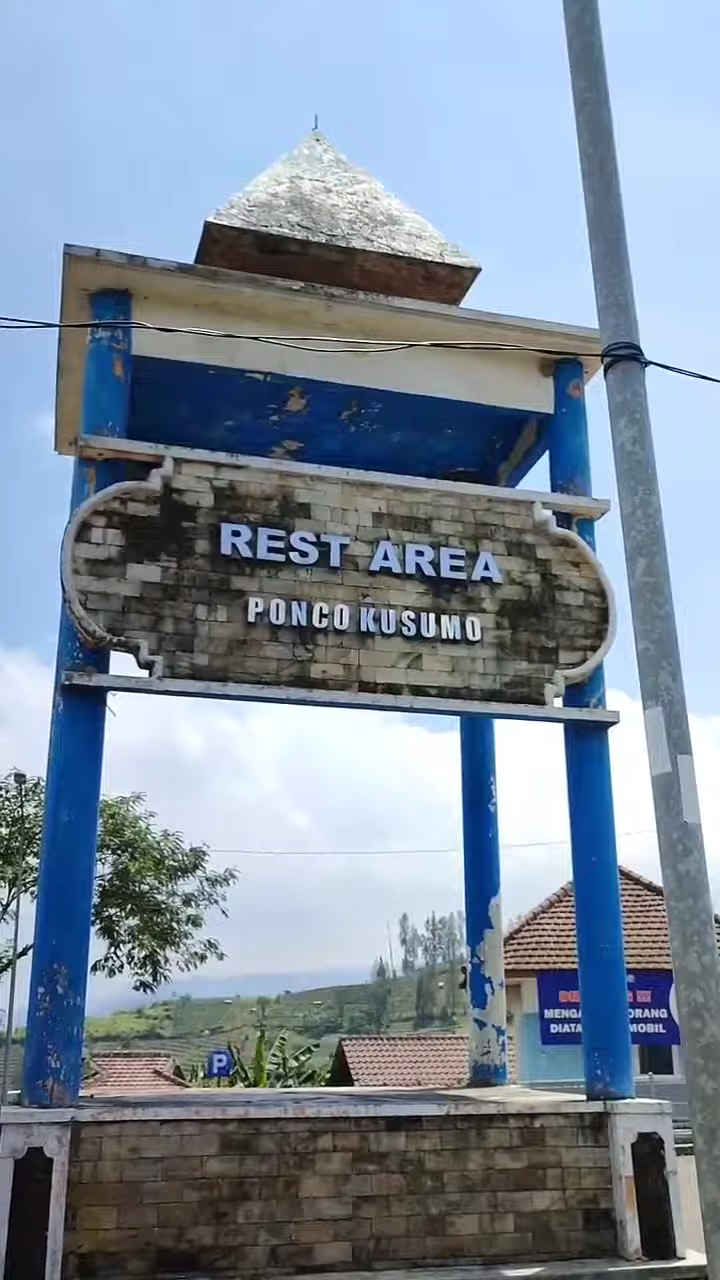 REST AREA
PONCO KUSUMO
P
MENGA ORANG
DIATA MOBIL